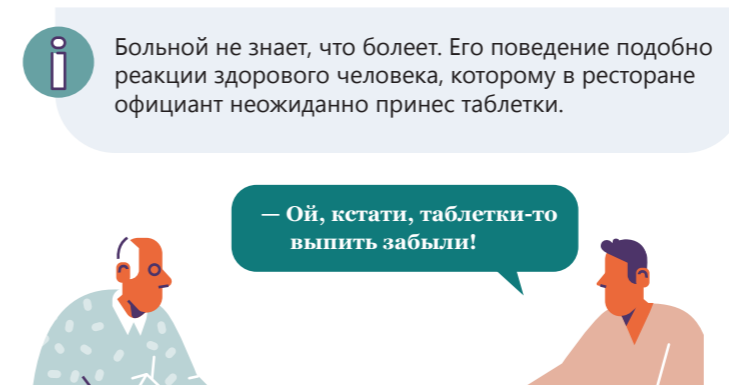 Больной не знает, что болеет. Его поведение подобно
реакции здорового человека, которому в ресторане
официант неожиданно принес таблетки.
— Ой, кстати, таблетки-то
выпить забыли!